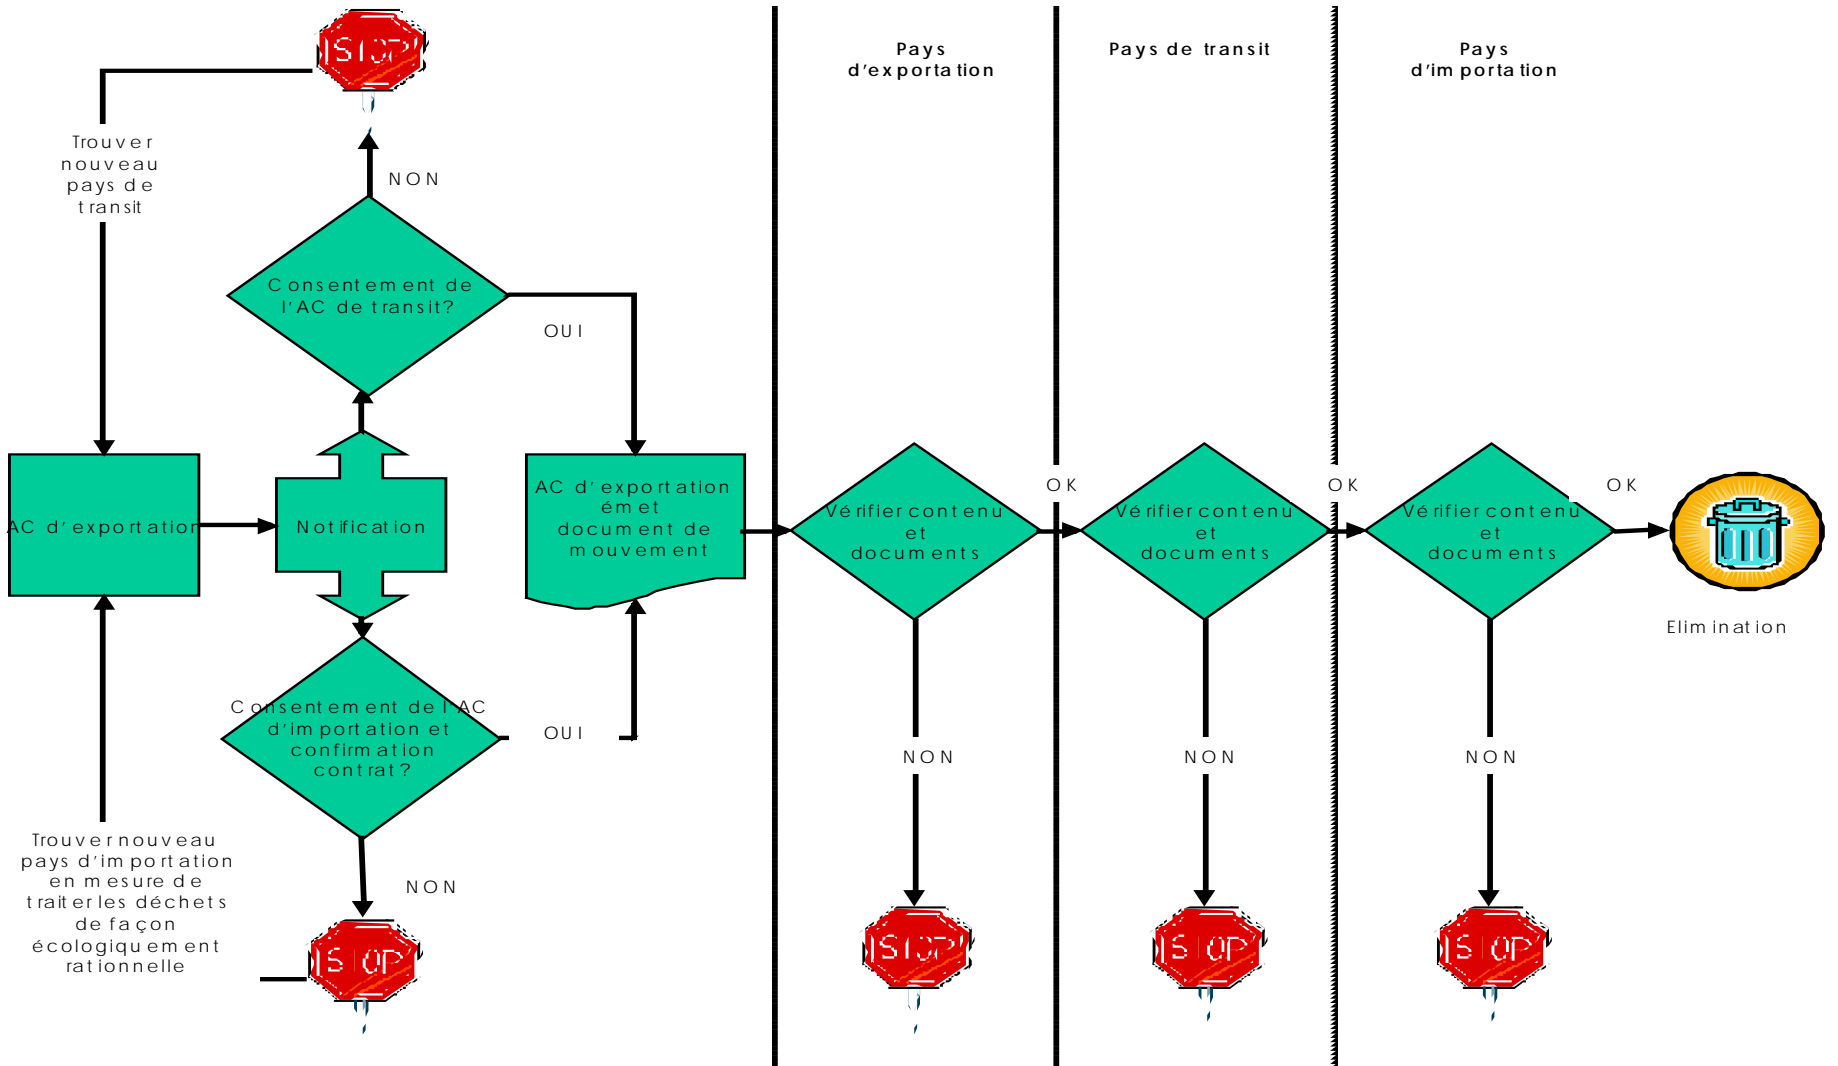 STOP
Pays
d'exportation
Pays de transit
Pays
d'importation
Trouver
nouveau
pays de
transit
NON
Consentement de
l'AC de transit?
OUI
AC d'exportation
Notification
AC d'exportation
émet
document de
mouvement
Vérifier contenu
et
documents
OK
Vérifier contenu
et
documents
OK
Vérifier contenu
et
documents
OK
Elimination
Consentement de l'AC
d'importation et
confirmation
contrat?
OUI
NON
NON
NON
Trouver nouveau
pays d'importation
en mesure de
traiter les déchets
de façon
écologiquement
rationnelle
NON
STOP
STOP
STOP
STOP